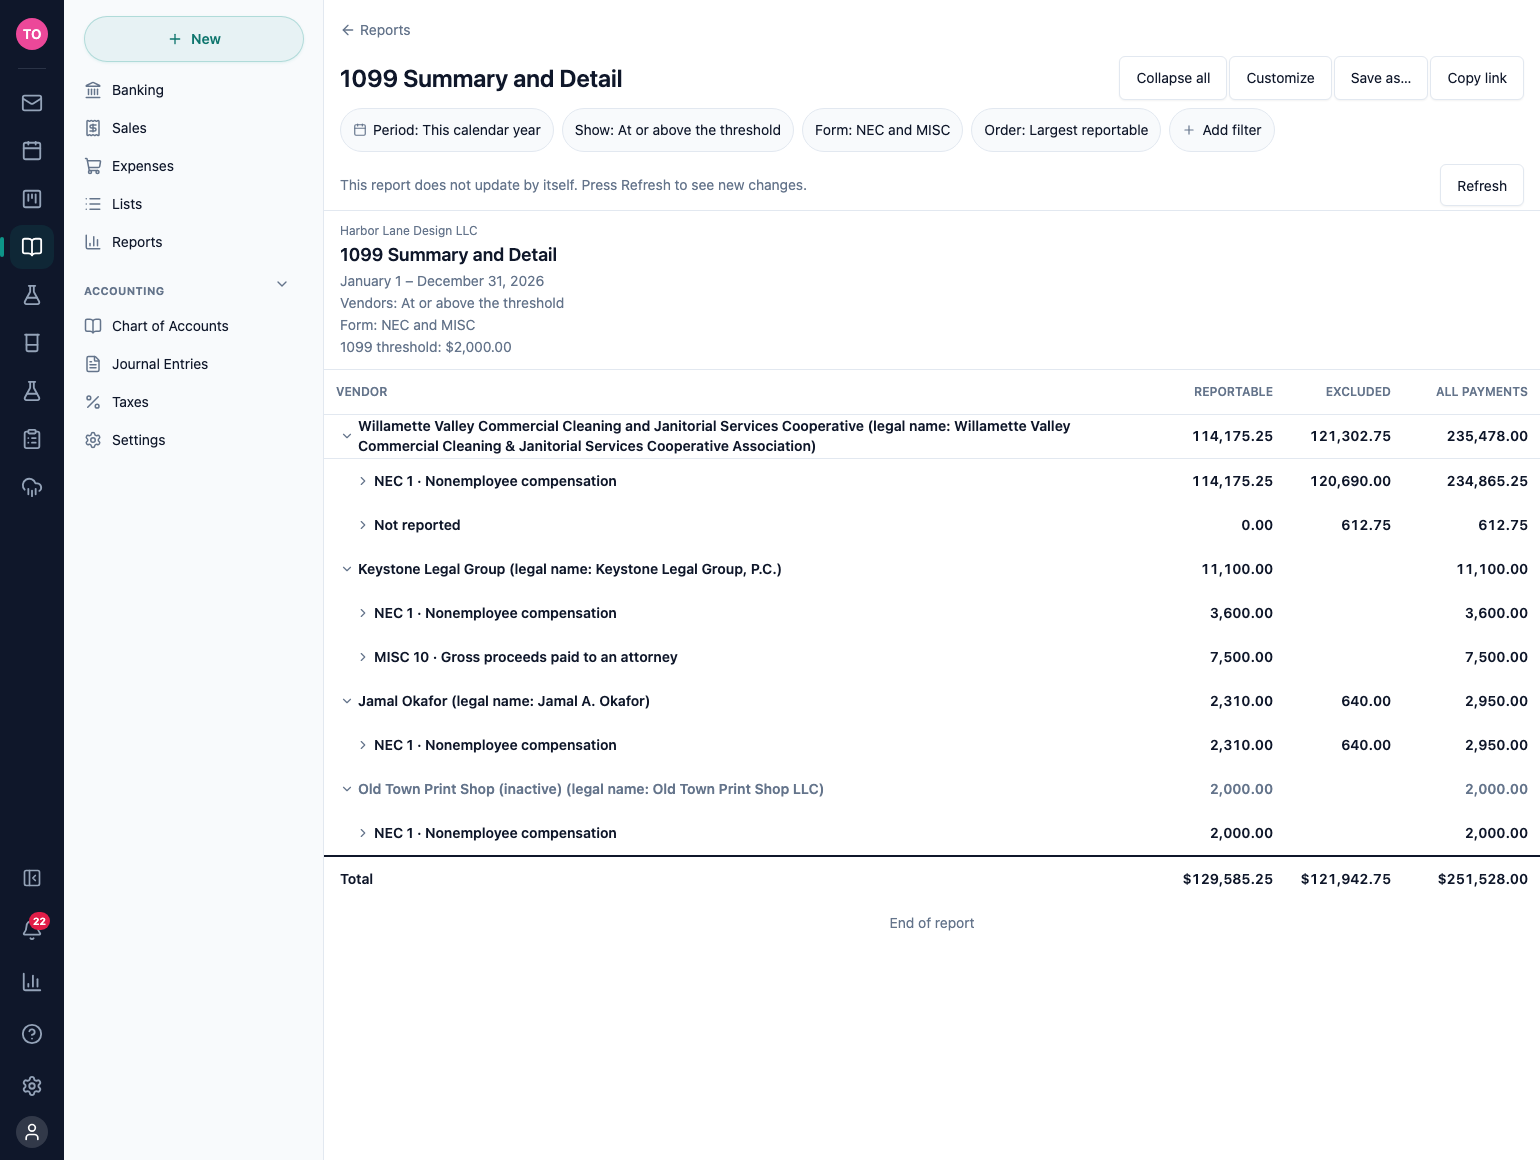 TO
New
Banking
Sales
Expenses
Lists
Reports
ACCOUNTING
Chart of Accounts
Journal Entries
Taxes
Settings
22
Reports
1099 Summary and Detail
Collapse all
Customize
Save as...
Copy link
Period: This calendar year
Show: At or above the threshold
Form: NEC and MISC
Order: Largest reportable
Add filter
This report does not update by itself. Press Refresh to see new changes.
Refresh
Harbor Lane Design LLC
1099 Summary and Detail
January 1 – December 31, 2026
Vendors: At or above the threshold
Form: NEC and MISC
1099 threshold: $2,000.00
VENDOR REPORTABLE EXCLUDED ALL PAYMENTS
Willamette Valley Commercial Cleaning and Janitorial Services Cooperative (legal name: Willamette Valley
Commercial Cleaning & Janitorial Services Cooperative Association) 114,175.25 121,302.75 235,478.00
NEC 1 · Nonemployee compensation 114,175.25 120,690.00 234,865.25
Not reported 0.00 612.75 612.75
Keystone Legal Group (legal name: Keystone Legal Group, P.C.) 11,100.00 11,100.00
NEC 1 · Nonemployee compensation 3,600.00 3,600.00
MISC 10 · Gross proceeds paid to an attorney 7,500.00 7,500.00
Jamal Okafor (legal name: Jamal A. Okafor) 2,310.00 640.00 2,950.00
NEC 1 · Nonemployee compensation 2,310.00 640.00 2,950.00
Old Town Print Shop (inactive) (legal name: Old Town Print Shop LLC) 2,000.00 2,000.00
NEC 1 · Nonemployee compensation 2,000.00 2,000.00
Total $129,585.25 $121,942.75 $251,528.00
End of report